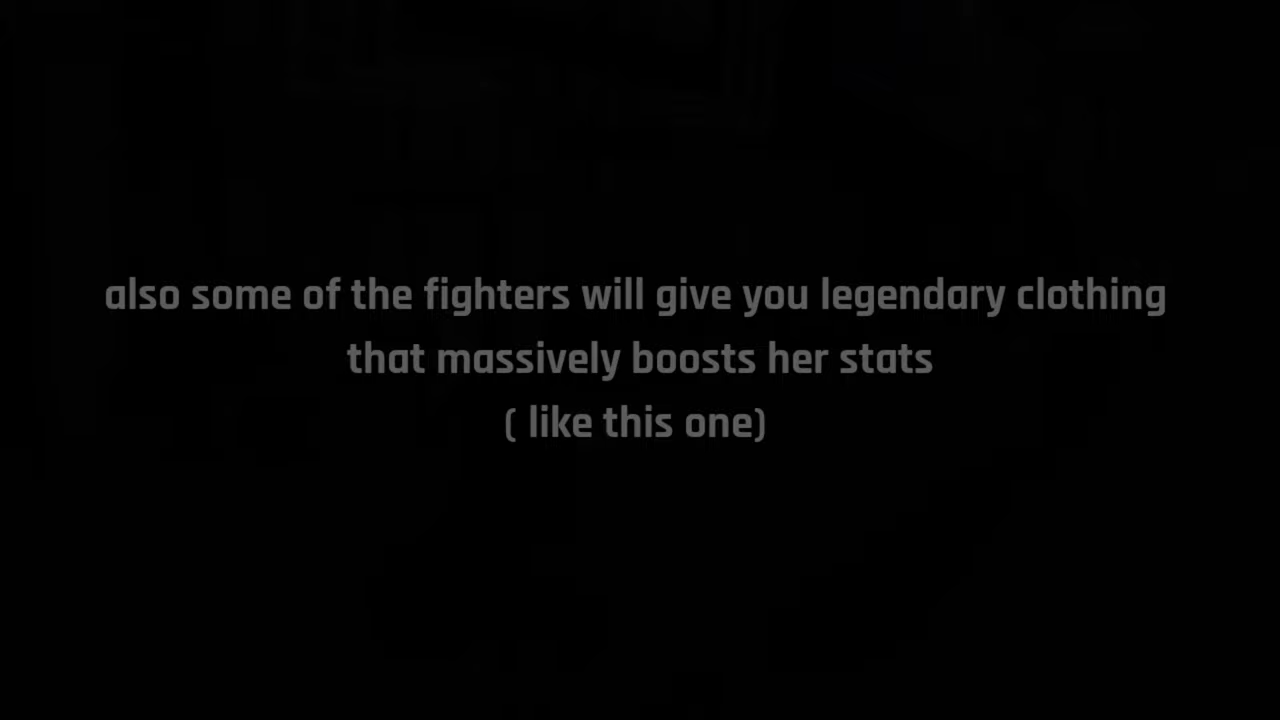 also some of the fighters will give you legendary clothing
that massively boosts her stats
( like this one)